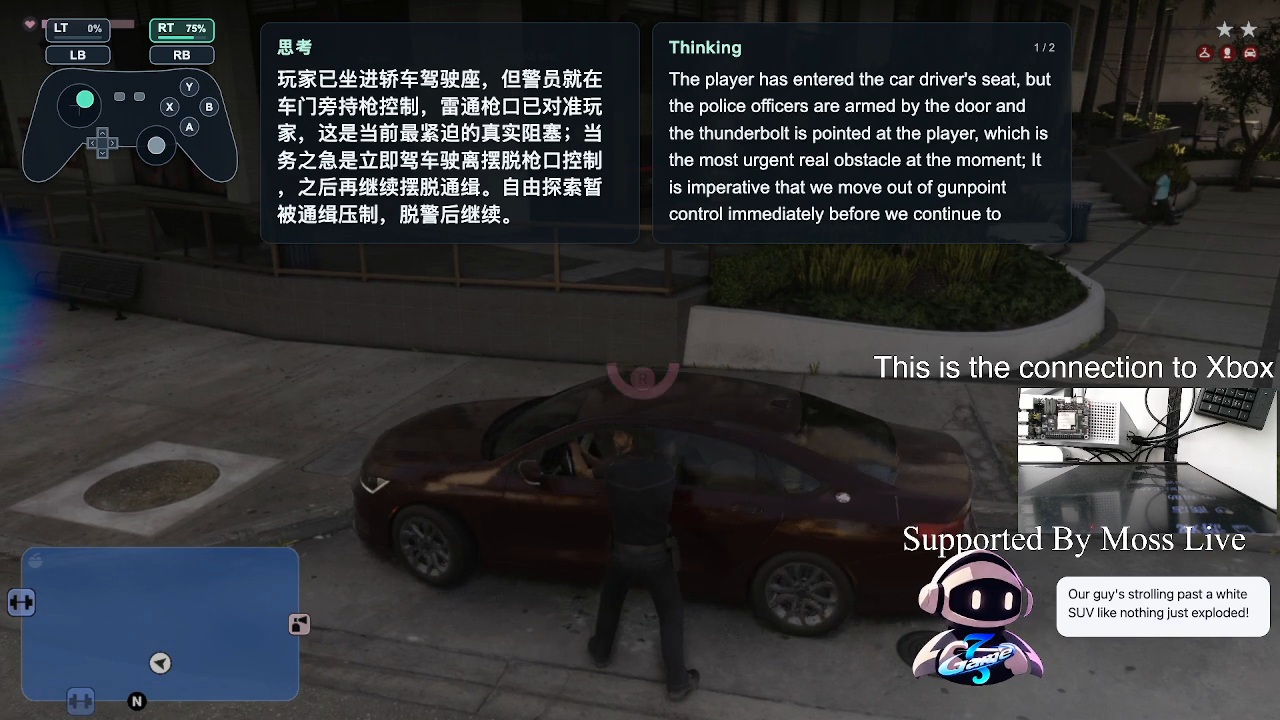 LT 0%
RT 75%
LB
RB
Y
X
B
A
思考
玩家已坐进轿车驾驶座，但警员就在
车门旁持枪控制，雷通枪口已对准玩
家，这是当前最紧迫的真实阻塞；当
务之急是立即驾车驶离摆脱枪口控制
，之后再继续摆脱通缉。自由探索暂
被通缉压制，脱警后继续。
Thinking
1 / 2
The player has entered the car driver's seat, but
the police officers are armed by the door and
the thunderbolt is pointed at the player, which is
the most urgent real obstacle at the moment; It
is imperative that we move out of gunpoint
control immediately before we continue to
This is the connection to Xbox
Supported By Moss Live
Our guy's strolling past a white
SUV like nothing just exploded!
Game
N